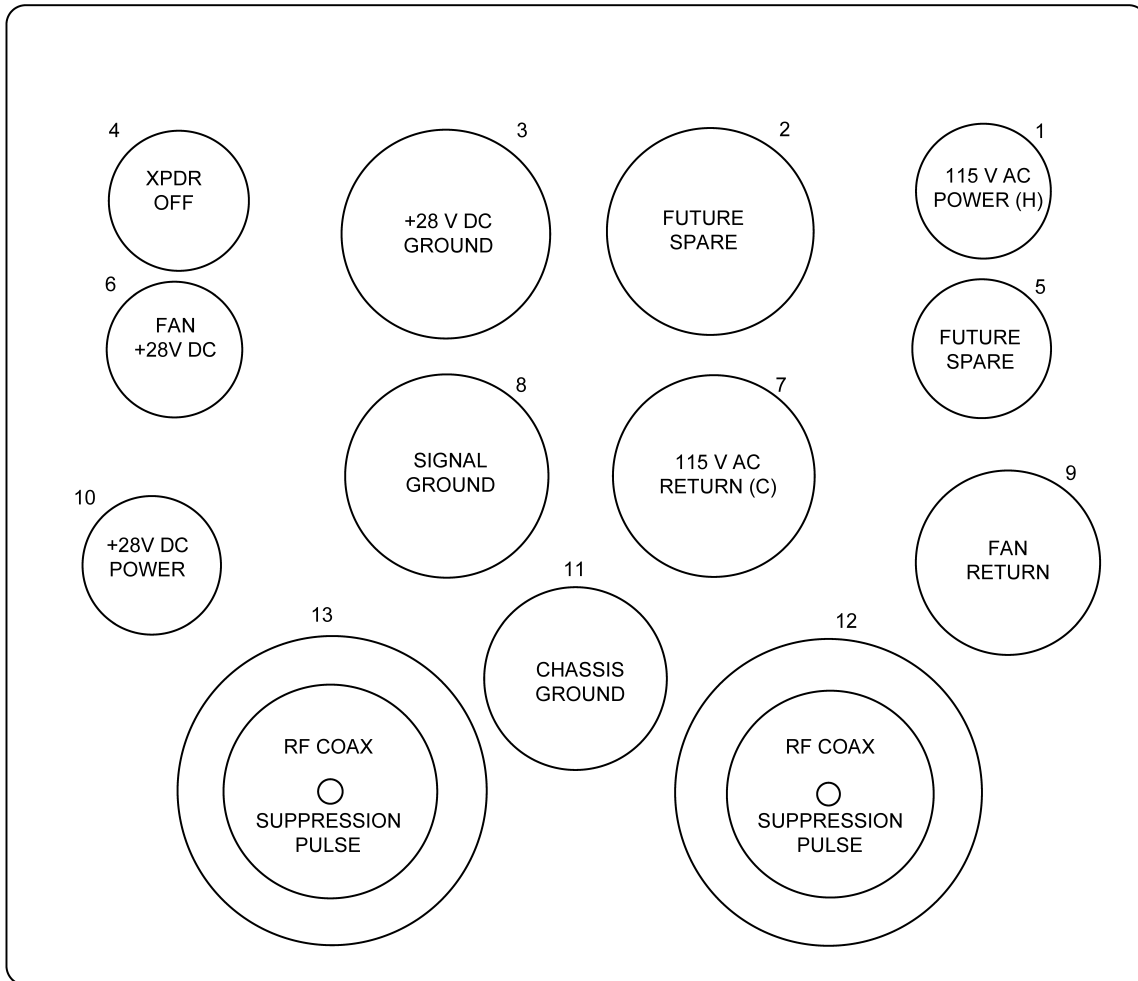 4
XPDR
OFF
3
+28 V DC
GROUND
2
FUTURE
SPARE
1
115 V AC
POWER (H)
6
FAN
+28V DC
5
FUTURE
SPARE
8
SIGNAL
GROUND
7
115 V AC
RETURN (C)
10
+28V DC
POWER
9
FAN
RETURN
11
CHASSIS
GROUND
13
RF COAX
SUPPRESSION
PULSE
12
RF COAX
SUPPRESSION
PULSE